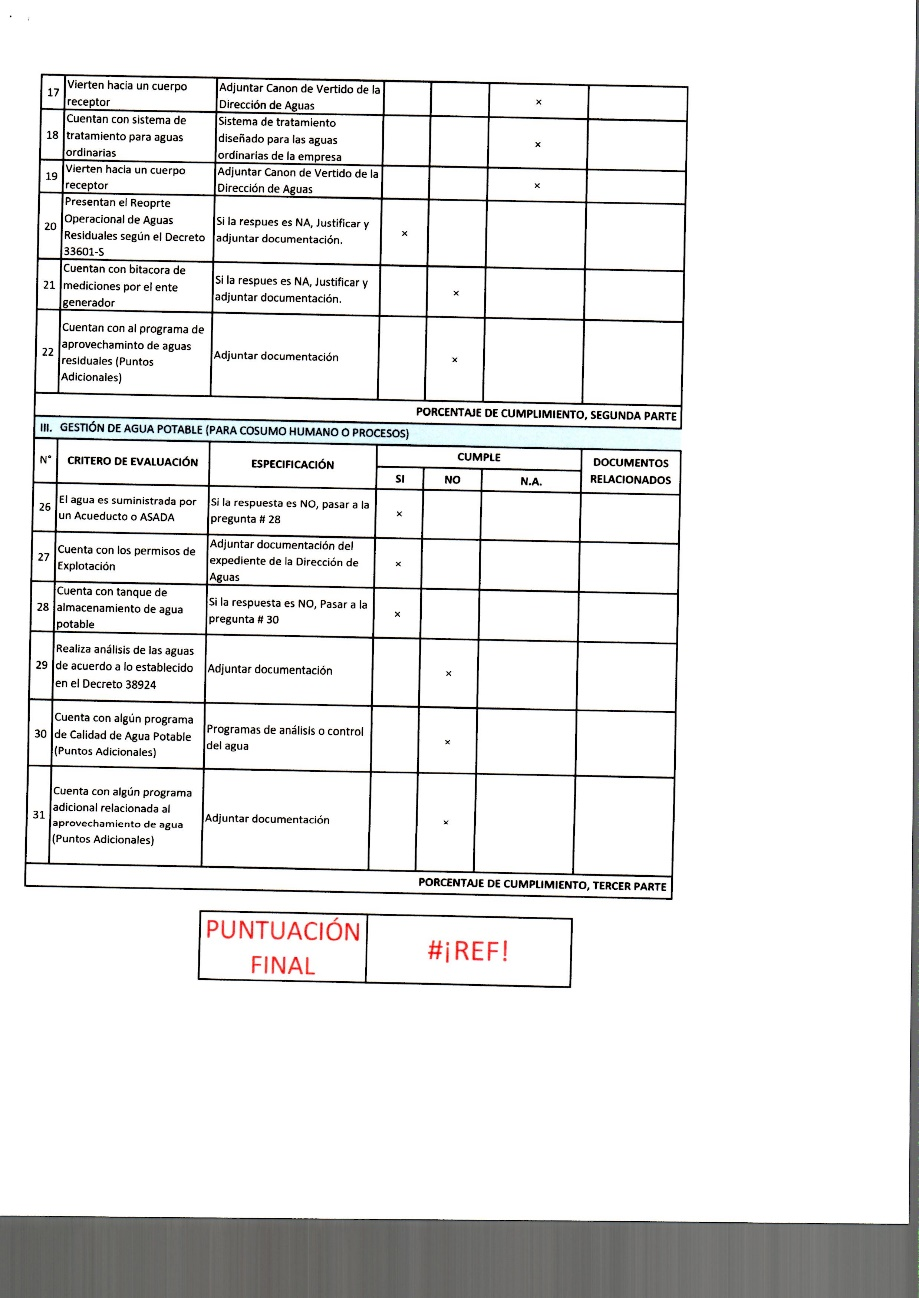 17 Vierten hacia un cuerpo receptor Adjuntar Canon de Vertido de la Dirección de Aguas x
18 Cuentan con sistema de tratamiento para aguas ordinarias Sistema de tratamiento diseñado para las aguas ordinarias de la empresa x
19 Vierten hacia un cuerpo receptor Adjuntar Canon de Vertido de la Dirección de Aguas x
20 Presentan el Reoprte Operacional de Aguas Residuales según el Decreto 33601-S Si la respues es NA, Justificar y adjuntar documentación. x
21 Cuentan con bitacora de mediciones por el ente generador Si la respues es NA, Justificar y adjuntar documentación. x
22 Cuentan con al programa de aprovechaminto de aguas residuales (Puntos Adicionales) Adjuntar documentación x
PORCENTAJE DE CUMPLIMIENTO, SEGUNDA PARTE
III. GESTIÓN DE AGUA POTABLE (PARA COSUMO HUMANO O PROCESOS)
N° CRITERO DE EVALUACIÓN ESPECIFICACIÓN CUMPLE DOCUMENTOS RELACIONADOS
SI NO N.A.
26 El agua es suministrada por un Acueducto o ASADA Si la respuesta es NO, pasar a la pregunta # 28 x
27 Cuenta con los permisos de Explotación Adjuntar documentación del expediente de la Dirección de Aguas x
28 Cuenta con tanque de almacenamiento de agua potable Si la respuesta es NO, Pasar a la pregunta # 30 x
29 Realiza análisis de las aguas de acuerdo a lo establecido en el Decreto 38924 Adjuntar documentación x
30 Cuenta con algún programa de Calidad de Agua Potable (Puntos Adicionales) Programas de análisis o control del agua x
31 Cuenta con algún programa adicional relacionada al aprovechamiento de agua (Puntos Adicionales) Adjuntar documentación x
PORCENTAJE DE CUMPLIMIENTO, TERCER PARTE
PUNTUACIÓN FINAL #¡REF!